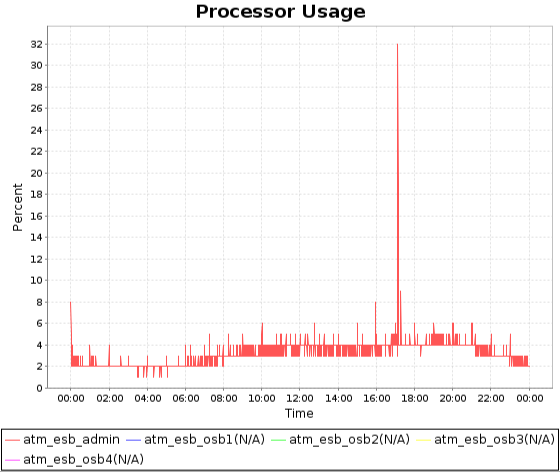 Processor Usage
32
30
28
26
24
22
20
18
16
14
12
10
8
6
4
2
0
Percent
00:00 02:00 04:00 06:00 08:00 10:00 12:00 14:00 16:00 18:00 20:00 22:00 00:00
Time
atm_esb_admin atm_esb_osb1(N/A) atm_esb_osb2(N/A) atm_esb_osb3(N/A)
atm_esb_osb4(N/A)